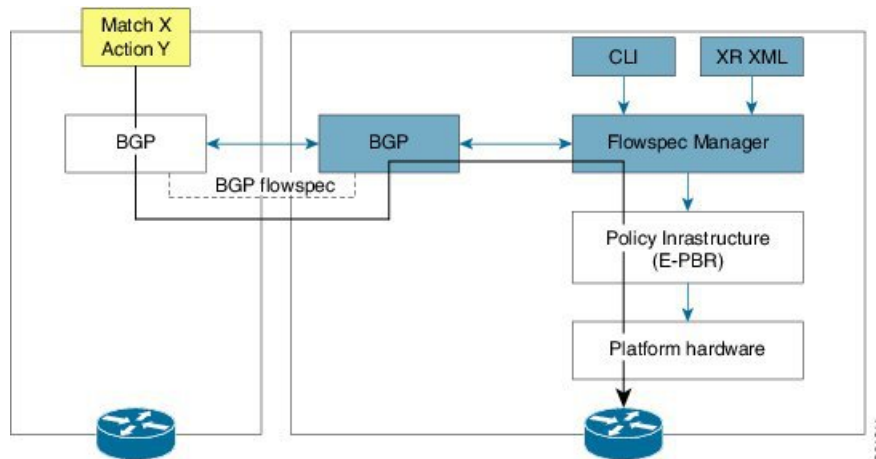 Match X
Action Y
CLI
XR XML
BGP
BGP
Flowspec Manager
BGP flowspec
Policy Inrastructure
(E-PBR)
Platform hardware